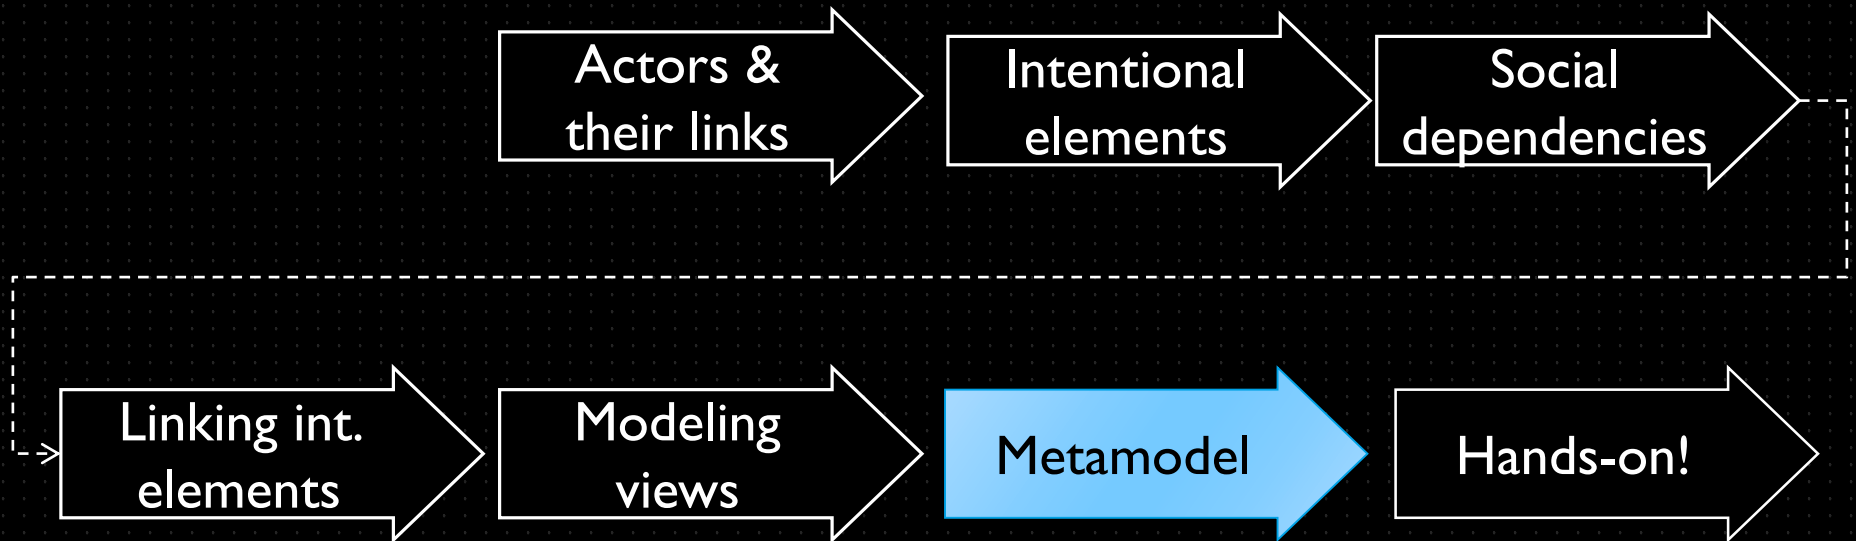 Actors &
their links
Intentional
elements
Social
dependencies
Linking int.
elements
Modeling
views
Metamodel
Hands-on!